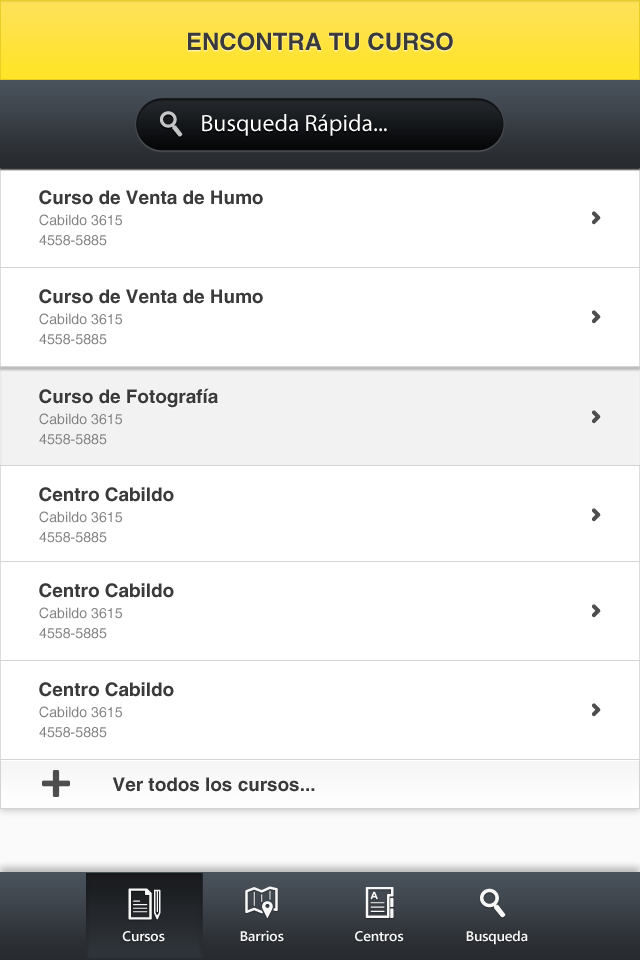 ENCONTRA TU CURSO
Busqueda Rápida...
Curso de Venta de Humo
Cabildo 3615
4558-5885
Curso de Venta de Humo
Cabildo 3615
4558-5885
Curso de Fotografía
Cabildo 3615
4558-5885
Centro Cabildo
Cabildo 3615
4558-5885
Centro Cabildo
Cabildo 3615
4558-5885
Centro Cabildo
Cabildo 3615
4558-5885
Ver todos los cursos...
A
Cursos Barrios Centros Busqueda